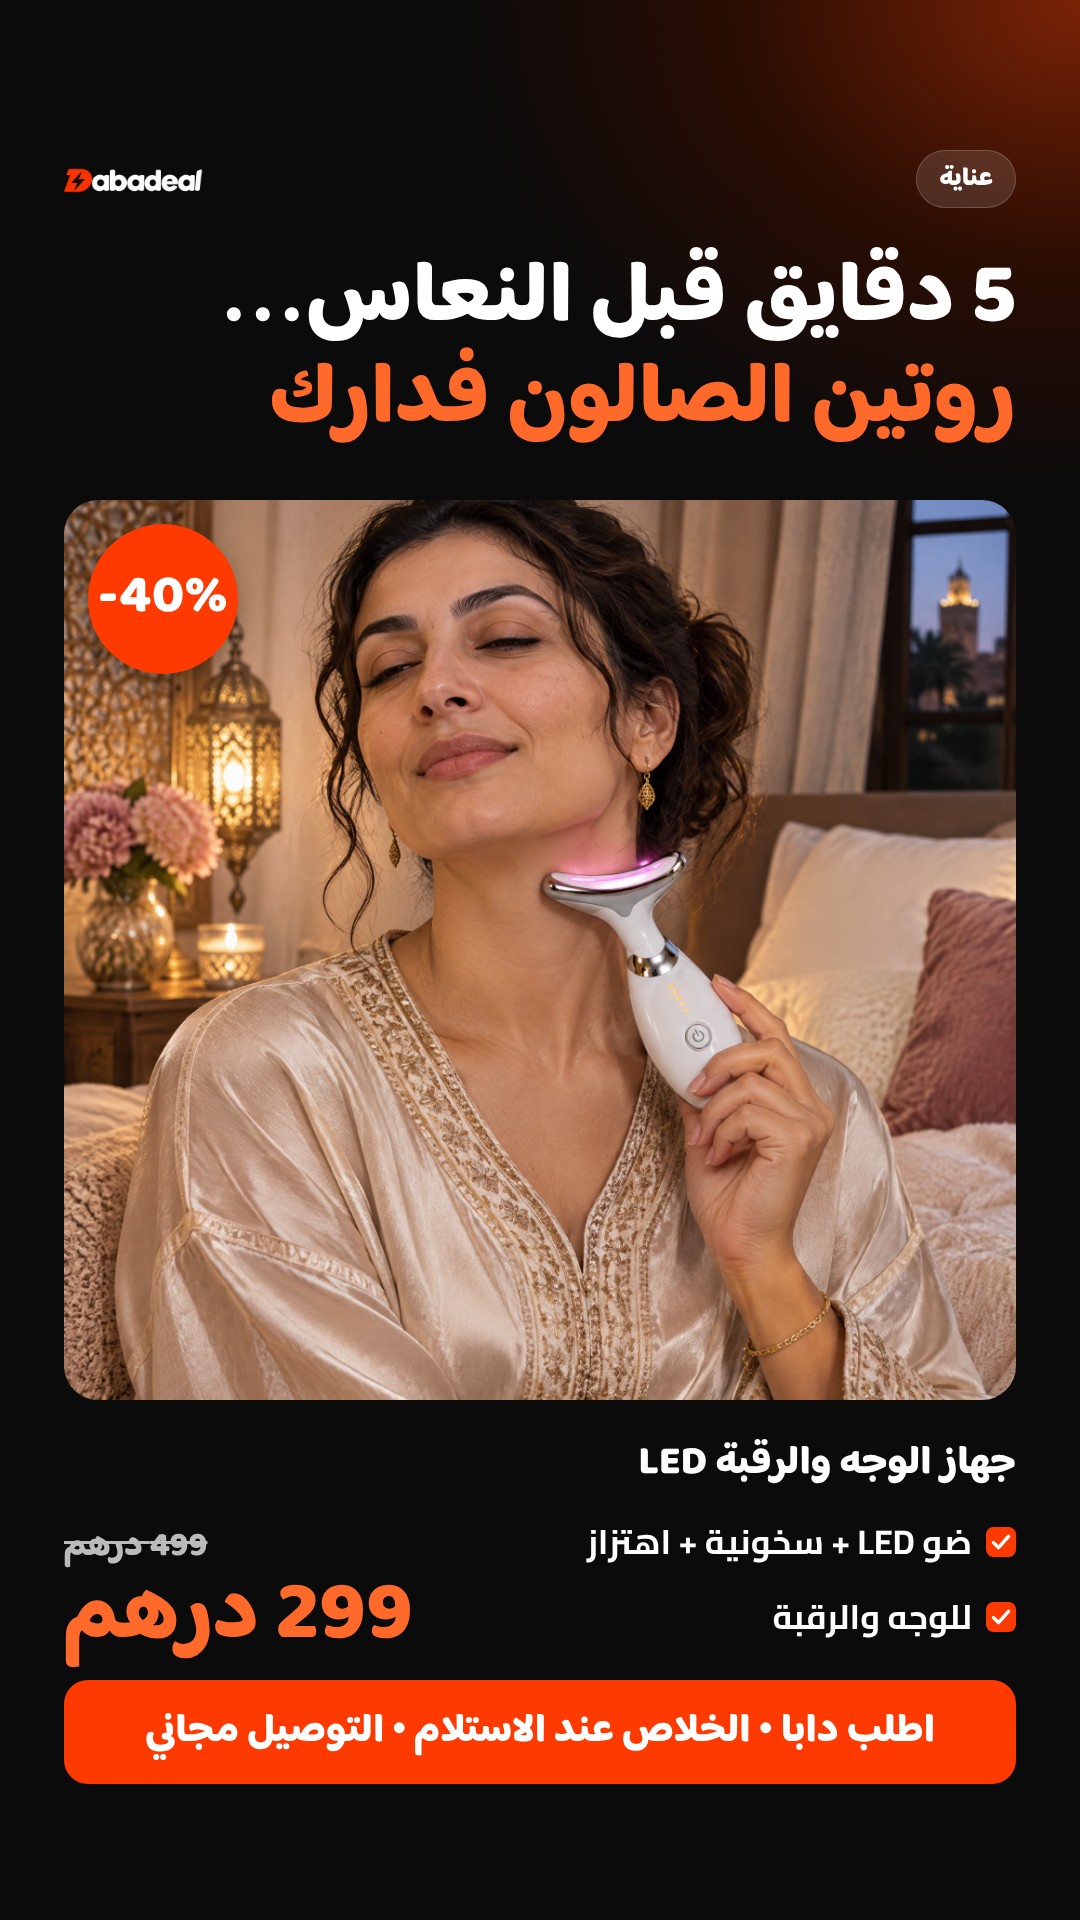 Dabadeal
عناية
5 دقايق قبل النعاس...
روتين الصالون فدارك
-40%
جهاز الوجه والرقبة LED
ضو LED + سخونية + اهتزاز
للوجه والرقبة
499 درهم
299 درهم
اطلب دابا • الخلاص عند الاستلام • التوصيل مجاني